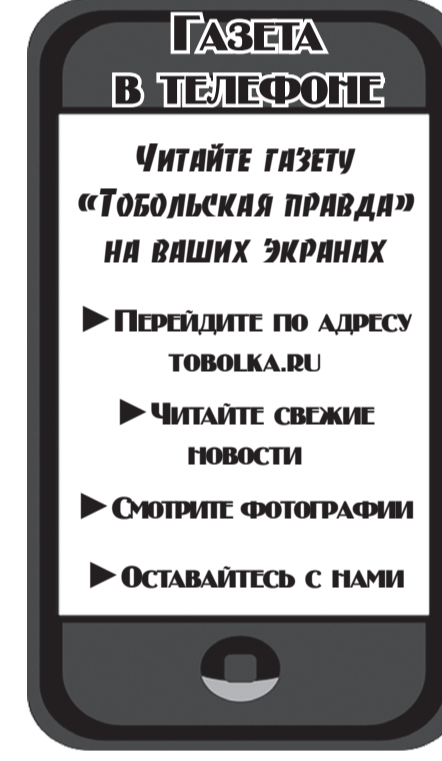 Газета
в телефоне
Читайте газету
«Тобольская правда»
на ваших экранах
▶ Перейдите по адресу
tobolka.ru
▶ Читайте свежие
новости
▶ Смотрите фотографии
▶ Оставайтесь с нами